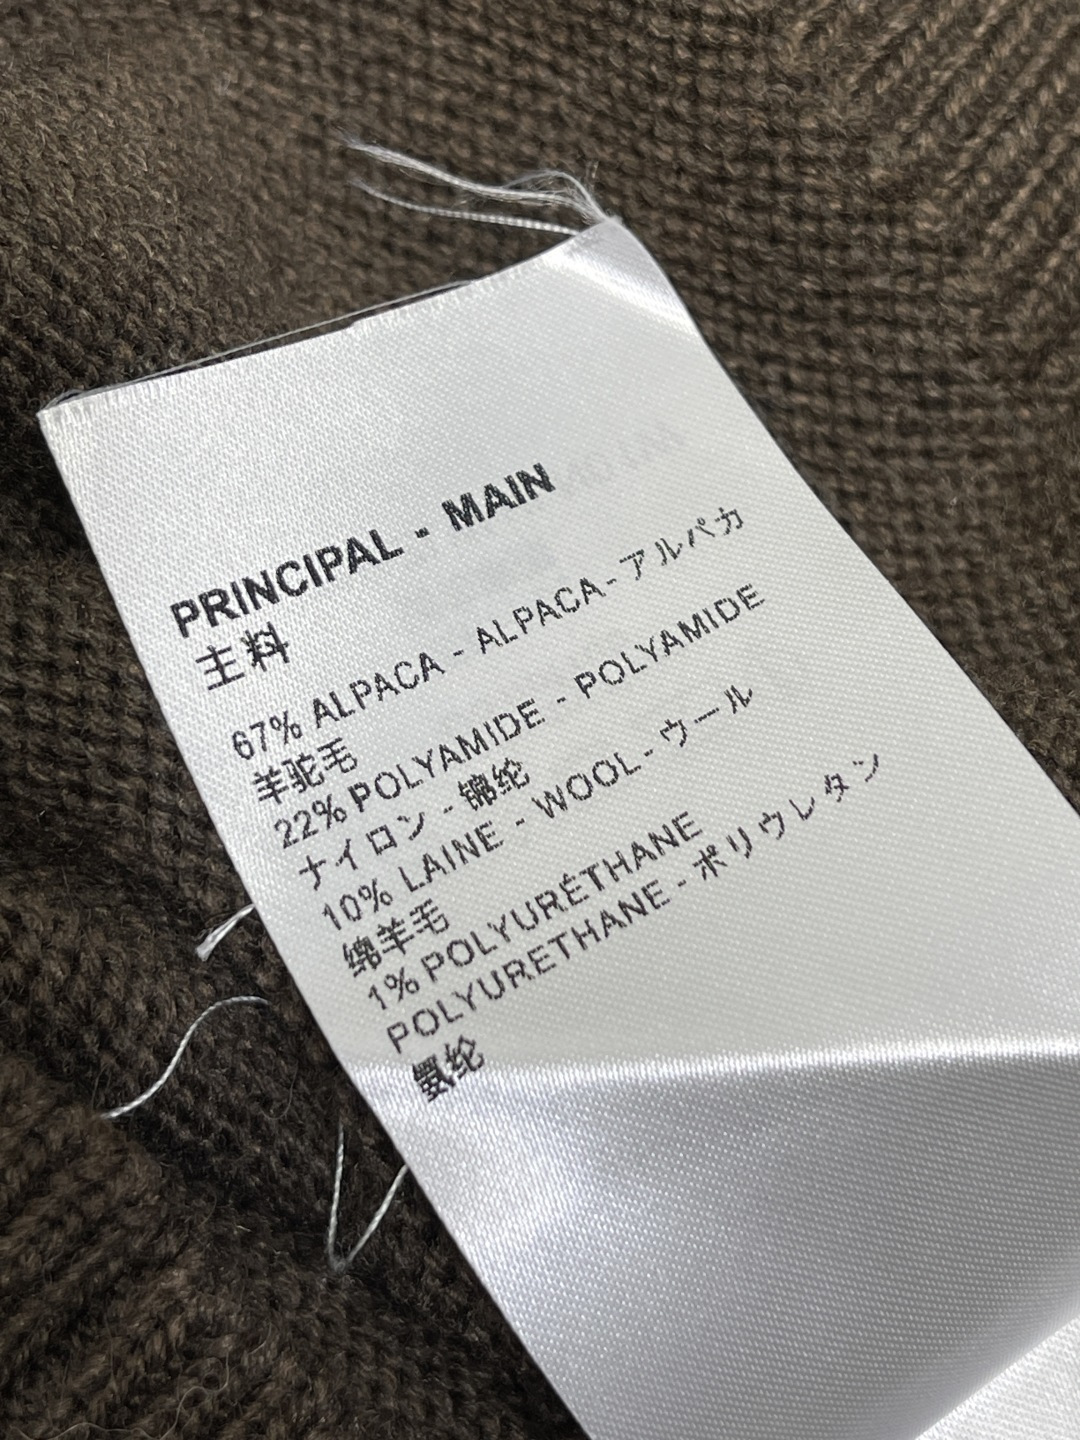 PRINCIPAL - MAIN
主料
67% ALPACA - ALPACA - アルパカ
羊驼毛
22% POLYAMIDE - POLYAMIDE
ナイロン - 锦纶
10% LAINE - WOOL - ウール
绵羊毛
1% POLYURÉTHANE
POLYURETHANE - ポリウレタン
氨纶